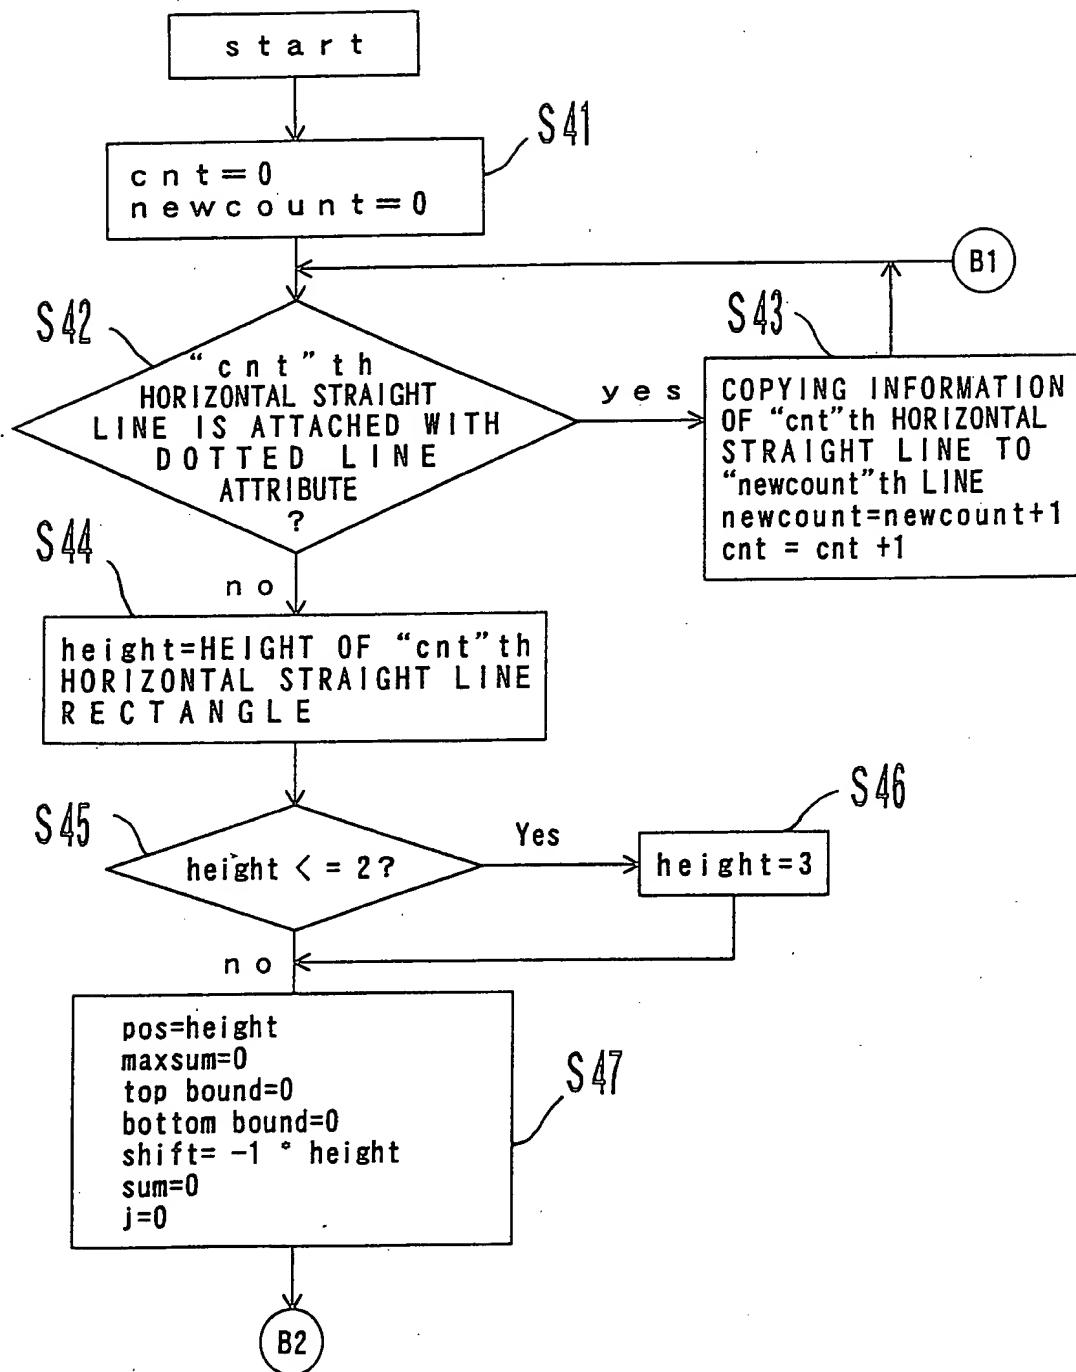 start
S41
cnt=0
newcount=0
B1
S42
"cnt"th
HORIZONTAL STRAIGHT
LINE IS ATTACHED WITH
DOTTED LINE
ATTRIBUTE
?
yes
S43
COPYING INFORMATION
OF "cnt"th HORIZONTAL
STRAIGHT LINE TO
"newcount"th LINE
newcount=newcount+1
cnt = cnt +1
no
S44
height=HEIGHT OF "cnt"th
HORIZONTAL STRAIGHT LINE
RECTANGLE
S45
height < = 2?
Yes
S46
height=3
no
S47
pos=height
maxsum=0
top bound=0
bottom bound=0
shift= -1 * height
sum=0
j=0
B2